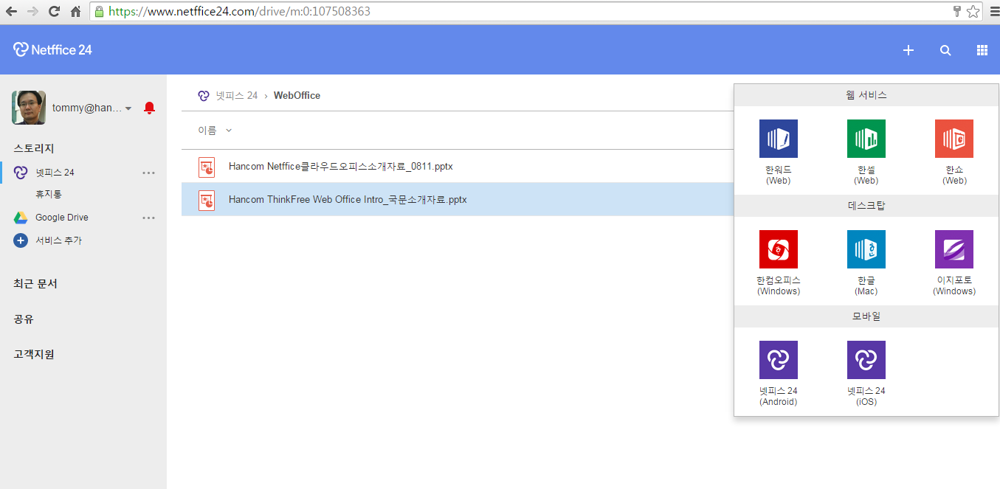 https://www.netffice24.com/drive/m:0:107508363
Netffice 24
tommy@han...
스토리지
넷피스 24
휴지통
Google Drive
서비스 추가
최근 문서
공유
고객지원
넷피스 24 › WebOffice
이름
Hancom Netffice클라우드오피스소개자료_0811.pptx
Hancom ThinkFree Web Office Intro_국문소개자료.pptx
웹 서비스
한워드
(Web)
한셀
(Web)
한쇼
(Web)
데스크탑
한컴오피스
(Windows)
한글
(Mac)
이지포토
(Windows)
모바일
넷피스 24
(Android)
넷피스 24
(iOS)